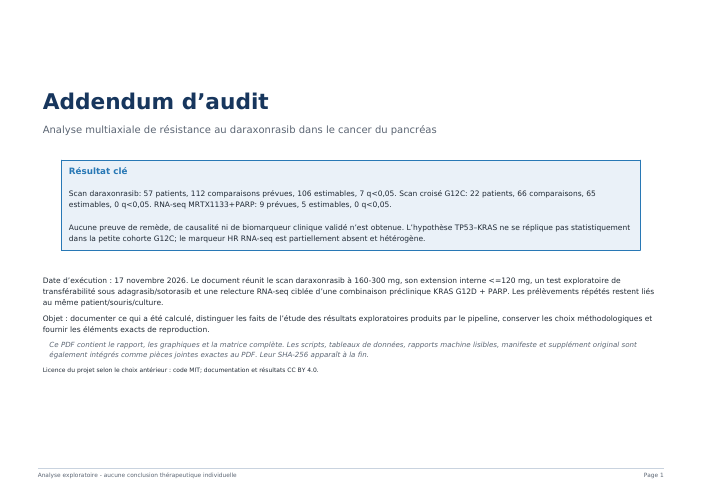 Addendum d’audit
Analyse multiaxiale de résistance au daraxonrasib dans le cancer du pancréas
Résultat clé
Scan daraxonrasib: 57 patients, 112 comparaisons prévues, 106 estimables, 7 q<0,05. Scan croisé G12C: 22 patients, 66 comparaisons, 65
estimables, 0 q<0,05. RNA-seq MRTX1133+PARP: 9 prévues, 5 estimables, 0 q<0,05.
Aucune preuve de remède, de causalité ni de biomarqueur clinique validé n’est obtenue. L’hypothèse TP53–KRAS ne se réplique pas statistiquement
dans la petite cohorte G12C; le marqueur HR RNA-seq est partiellement absent et hétérogène.
Date d’exécution : 17 novembre 2026. Le document réunit le scan daraxonrasib à 160-300 mg, son extension interne <=120 mg, un test exploratoire de
transférabilité sous adagrasib/sotorasib et une relecture RNA-seq ciblée d’une combinaison préclinique KRAS G12D + PARP. Les prélèvements répétés restent liés
au même patient/souris/culture.
Objet : documenter ce qui a été calculé, distinguer les faits de l’étude des résultats exploratoires produits par le pipeline, conserver les choix méthodologiques et
fournir les éléments exacts de reproduction.
Ce PDF contient le rapport, les graphiques et la matrice complète. Les scripts, tableaux de données, rapports machine lisibles, manifeste et supplément original sont
également intégrés comme pièces jointes exactes au PDF. Leur SHA-256 apparaît à la fin.
Licence du projet selon le choix antérieur : code MIT; documentation et résultats CC BY 4.0.
Analyse exploratoire - aucune conclusion thérapeutique individuelle
Page 1